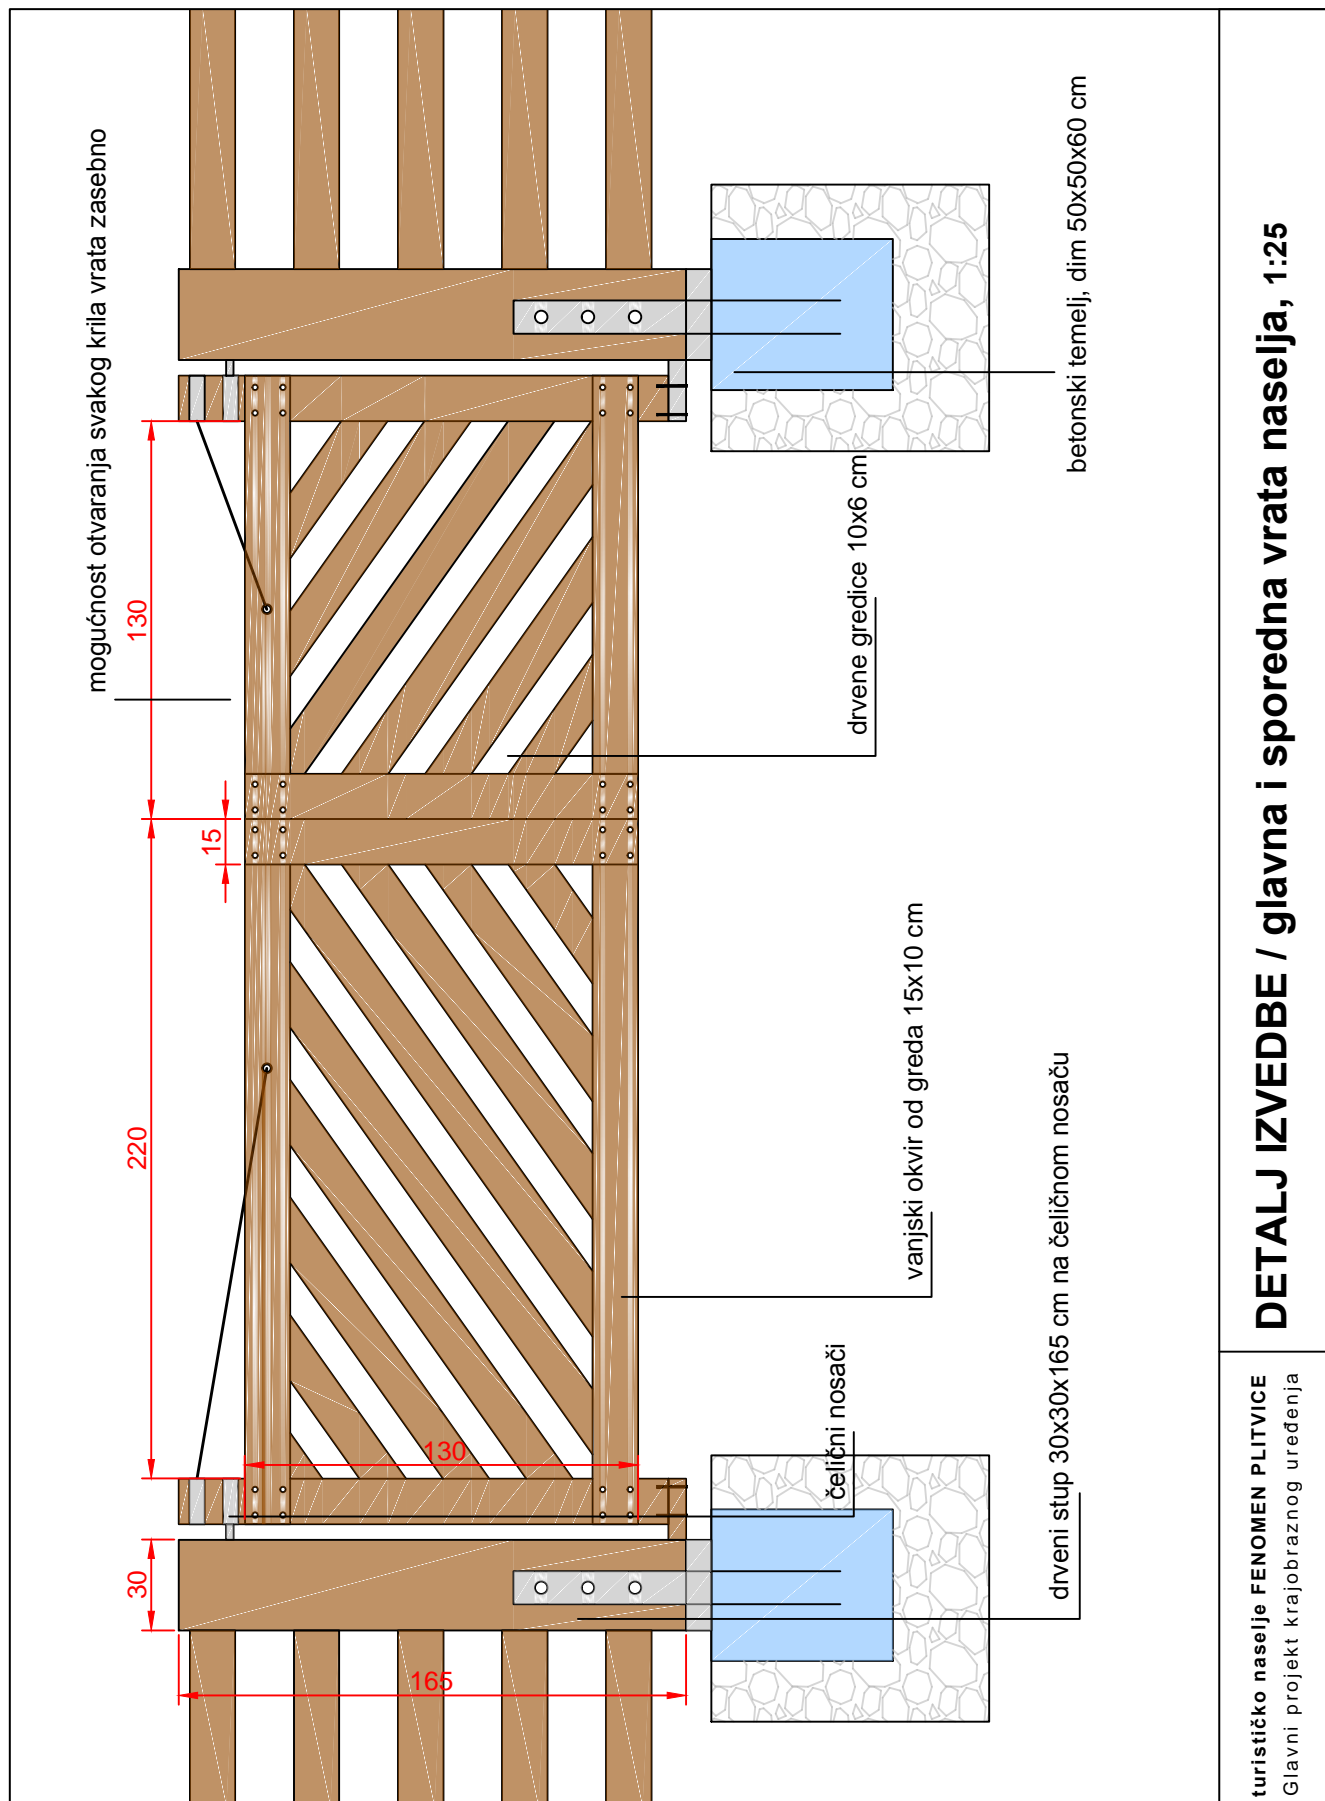 mogućnost otvaranja svakog krila vrata zasebno
220
130
15
30
130
165
čelični nosači
vanjski okvir od greda 15x10 cm
drvene gredice 10x6 cm
drveni stup 30x30x165 cm na čeličnom nosaču
betonski temelj, dim 50x50x60 cm
turističko naselje FENOMEN PLITVICE
Glavni projekt krajobraznog uređenja
DETALJ IZVEDBE / glavna i sporedna vrata naselja, 1:25